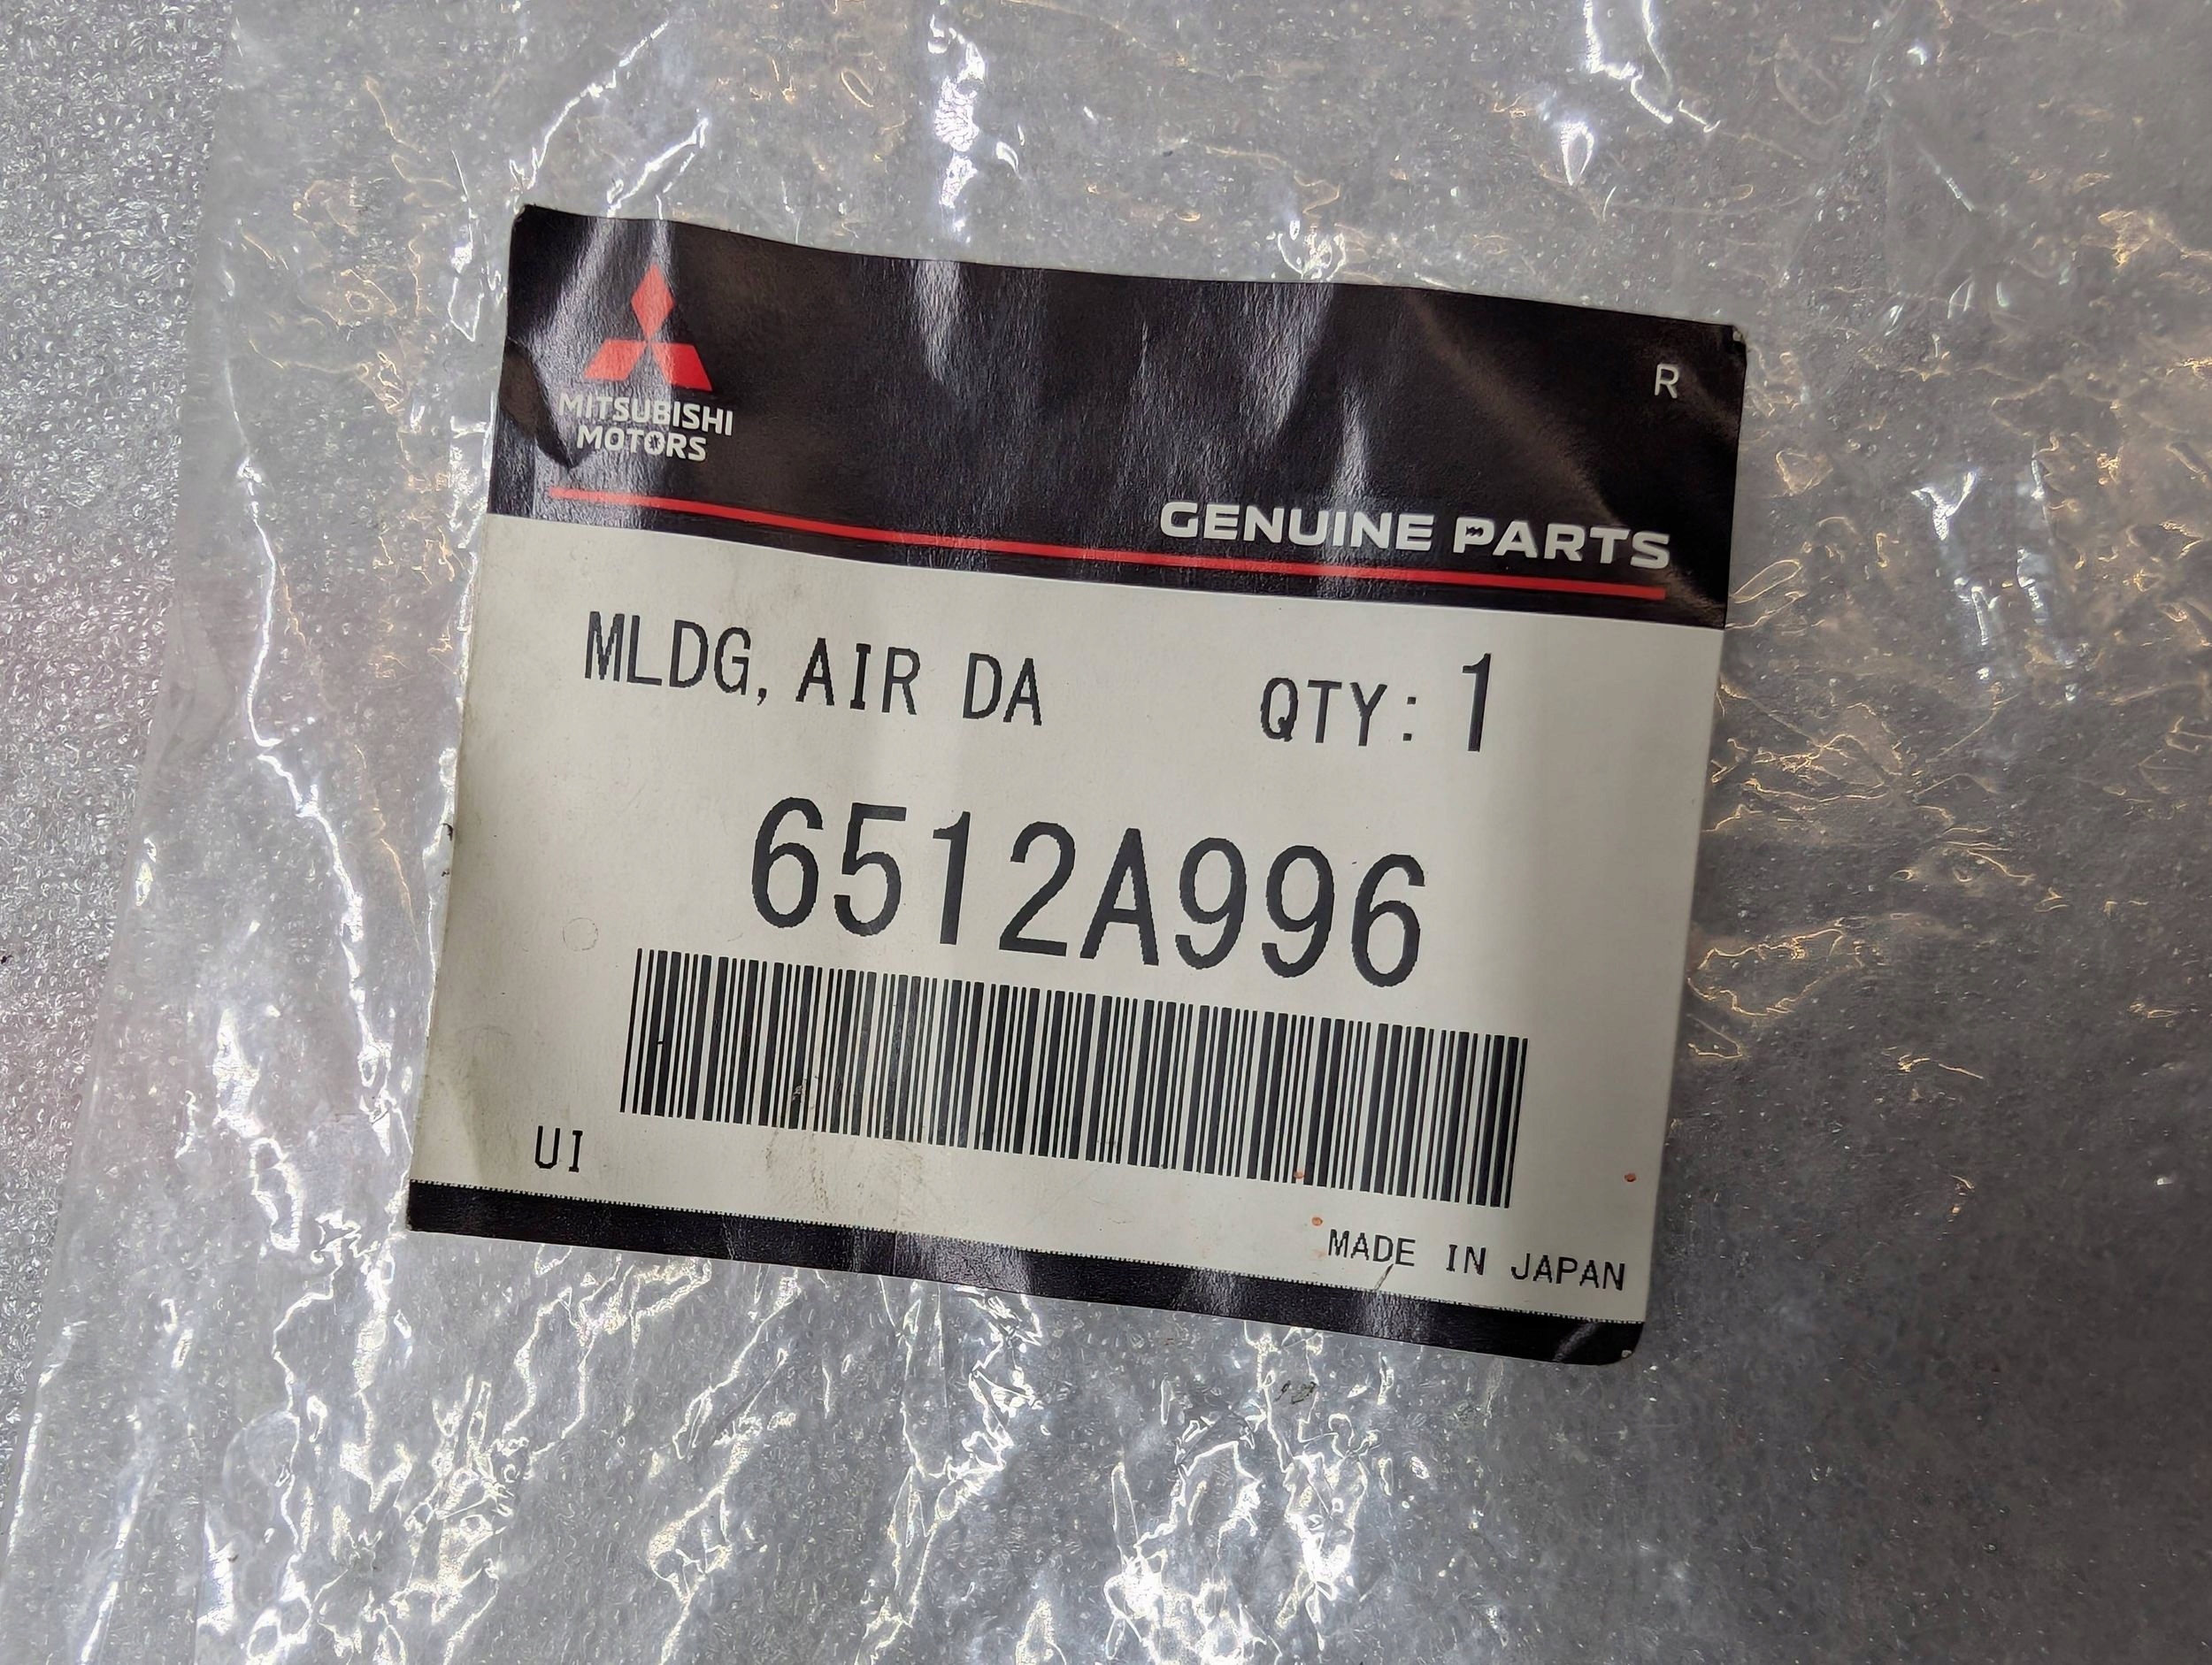 R
MITSUBISHI
MOTORS
GENUINE PARTS
MLDG, AIR DA QTY: 1
6512A996
UI
MADE IN JAPAN